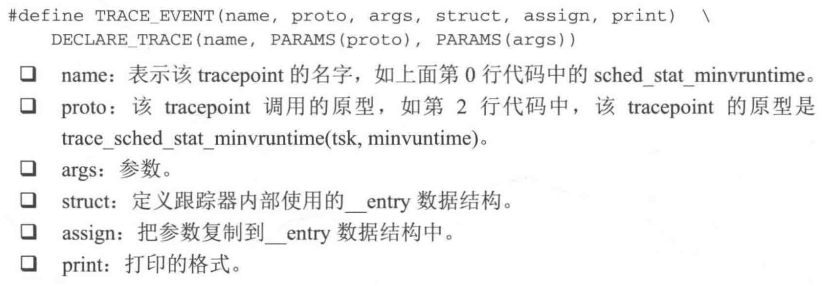 #define TRACE_EVENT(name, proto, args, struct, assign, print) \
DECLARE_TRACE(name, PARAMS(proto), PARAMS(args))
❑ name：表示该 tracepoint 的名字，如上面第 0 行代码中的 sched_stat_minvruntime。
❑ proto：该 tracepoint 调用的原型，如第 2 行代码中，该 tracepoint 的原型是
trace_sched_stat_minvruntime(tsk, minvuntime)。
❑ args：参数。
❑ struct：定义跟踪器内部使用的__entry 数据结构。
❑ assign：把参数复制到__entry 数据结构中。
❑ print：打印的格式。